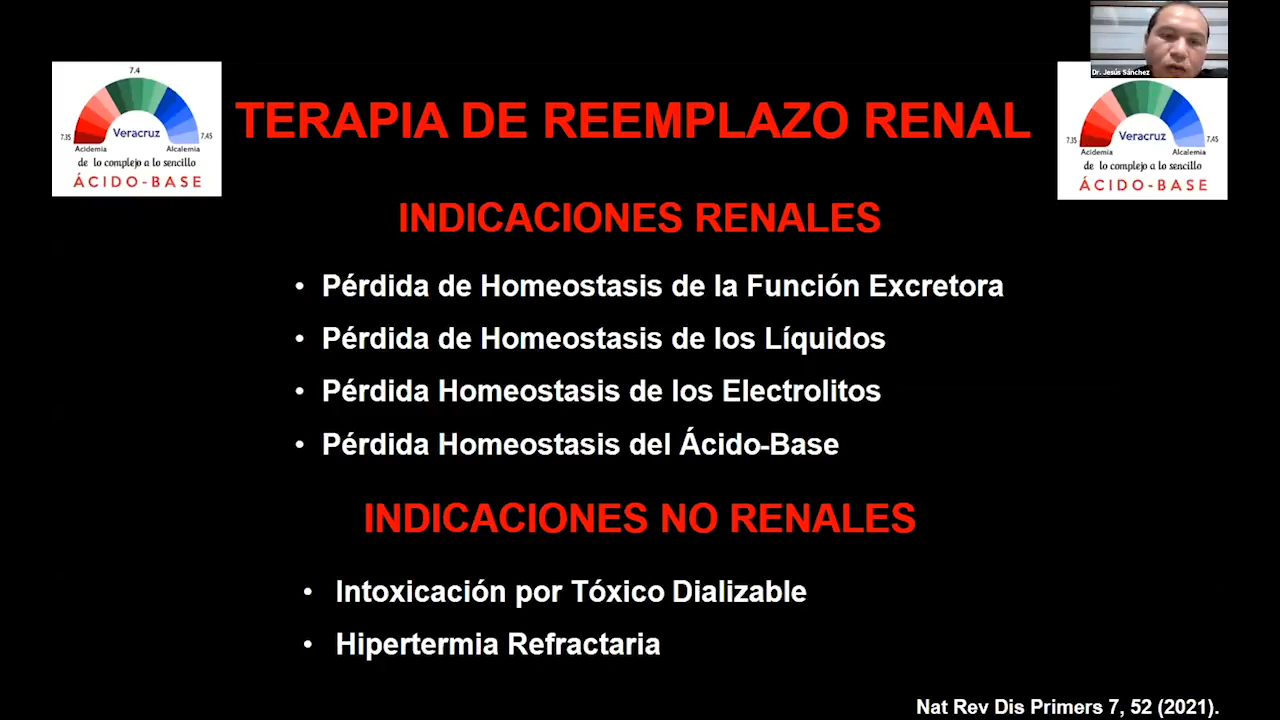 Dr. Jesús Sánchez
7.4
7.35
Veracruz
7.45
Acidemia
Alcalemia
de lo complejo a lo sencillo
ÁCIDO-BASE
TERAPIA DE REEMPLAZO RENAL
7.35
Veracruz
7.45
Acidemia
Alcalemia
de lo complejo a lo sencillo
ÁCIDO-BASE
INDICACIONES RENALES
• Pérdida de Homeostasis de la Función Excretora
• Pérdida de Homeostasis de los Líquidos
• Pérdida Homeostasis de los Electrolitos
• Pérdida Homeostasis del Ácido-Base
INDICACIONES NO RENALES
• Intoxicación por Tóxico Dializable
• Hipertermia Refractaria
Nat Rev Dis Primers 7, 52 (2021).